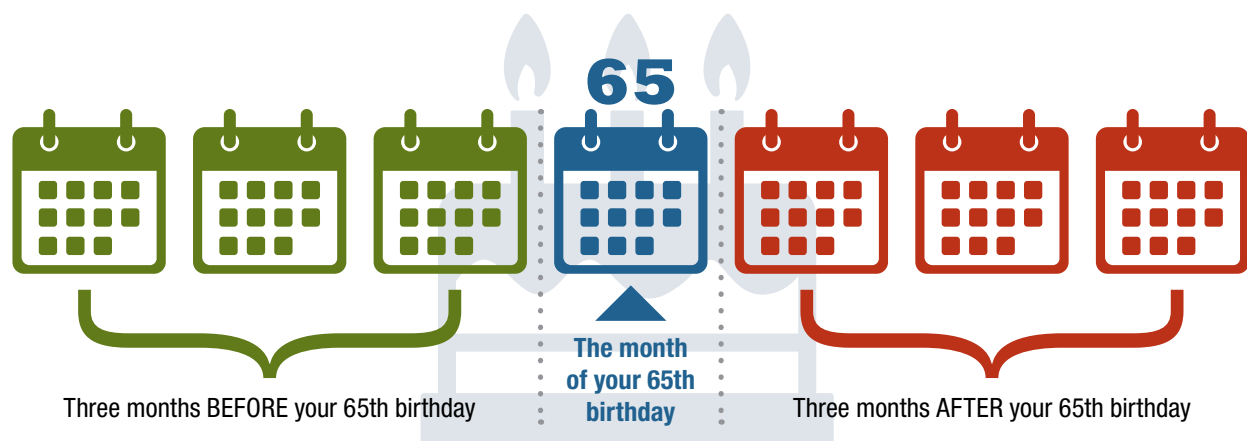 65
Three months BEFORE your 65th birthday
The month
of your 65th
birthday
Three months AFTER your 65th birthday